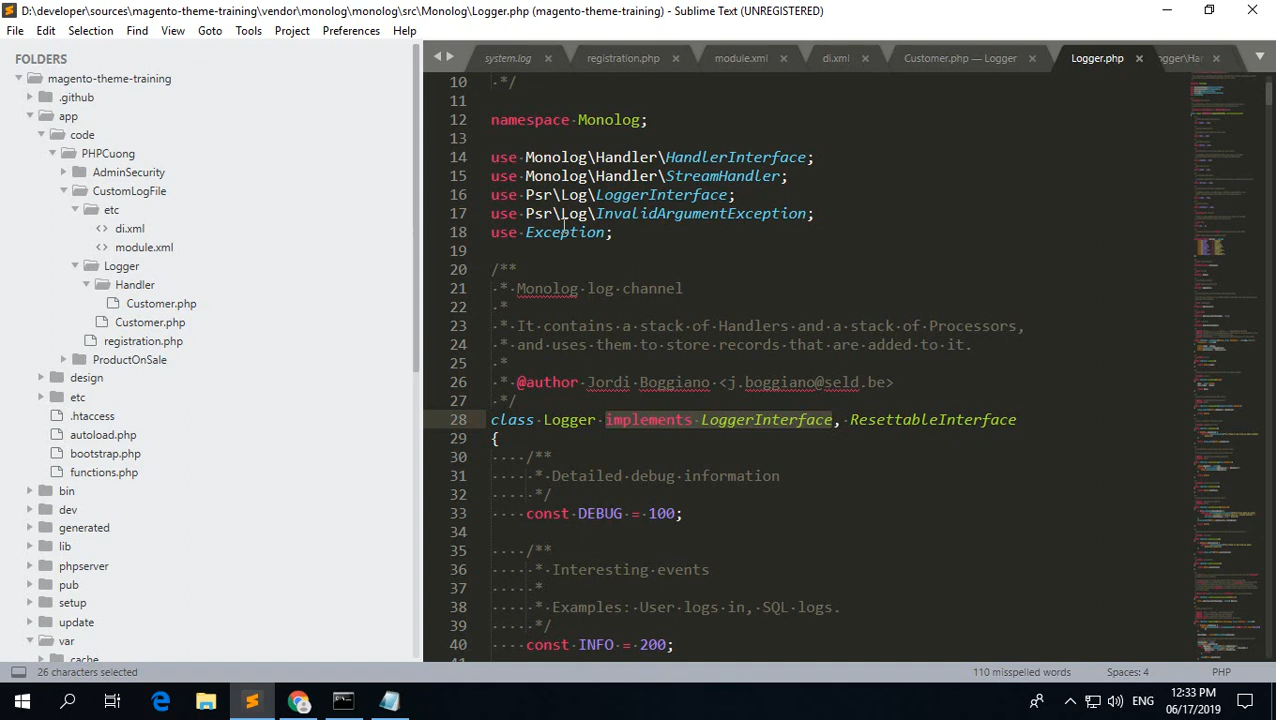 D:\developer\sources\magento-theme-training\vendor\monolog\monolog\src\Monolog\Logger.php (magento-theme-training) - Sublime Text (UNREGISTERED)
File Edit Selection Find View Goto Tools Project Preferences Help
FOLDERS
magento-theme-training
.github
app
code
PHPCuong
AdminSecurity
CustomLogFile
etc
di.xml
module.xml
Logger
Handler
Customer.php
Customer.php
registration.php
ProductOnSale
design
etc
.htaccess
autoload.php
bootstrap.php
functions.php
bin
dev
generated
lib
phpserver
pub
setup
update
var
cache
system.log registration.php module.xml di.xml Customer.php — Logger Logger.php
10 */
11
12 namespace Monolog;
13
14 use Monolog\Handler\HandlerInterface;
15 use Monolog\Handler\StreamHandler;
16 use Psr\Log\LoggerInterface;
17 use Psr\Log\InvalidArgumentException;
18 use Exception;
19
20 /**
21 * Monolog log channel
22 *
23 * It contains a stack of Handlers and a stack of Processors,
24 * and uses them to store records that are added to it.
25 *
26 * @author Jordi Boggiano <j.boggiano@seld.be>
27 */
28 class Logger implements LoggerInterface, ResettableInterface
29 {
30 /**
31 * Detailed debug information
32 */
33 const DEBUG = 100;
34
35 /**
36 * Interesting events
37 *
38 * Examples: User logs in, SQL logs.
39 */
40 const INFO = 200;
26 characters selected 110 misspelled words Spaces: 4 PHP
ENG 12:33 PM
06/17/2019